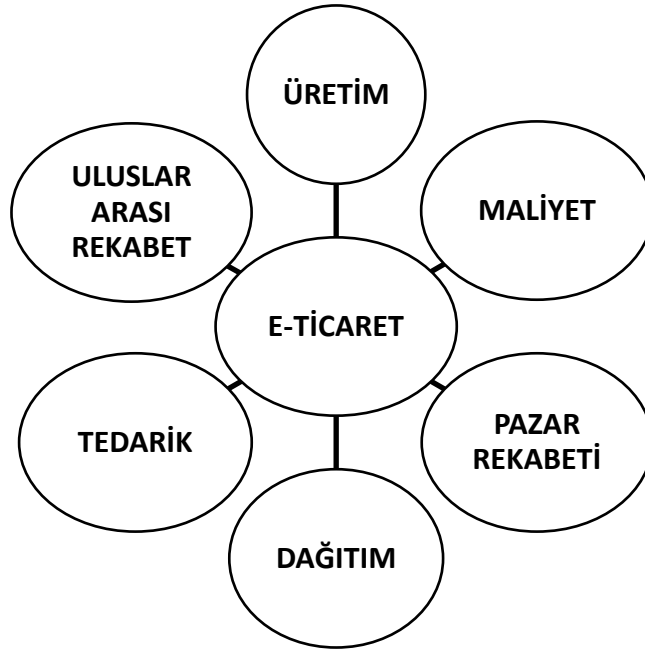 ÜRETİM
ULUSLAR
ARASI
REKABET
MALİYET
E-TİCARET
TEDARİK
PAZAR
REKABETİ
DAĞITIM